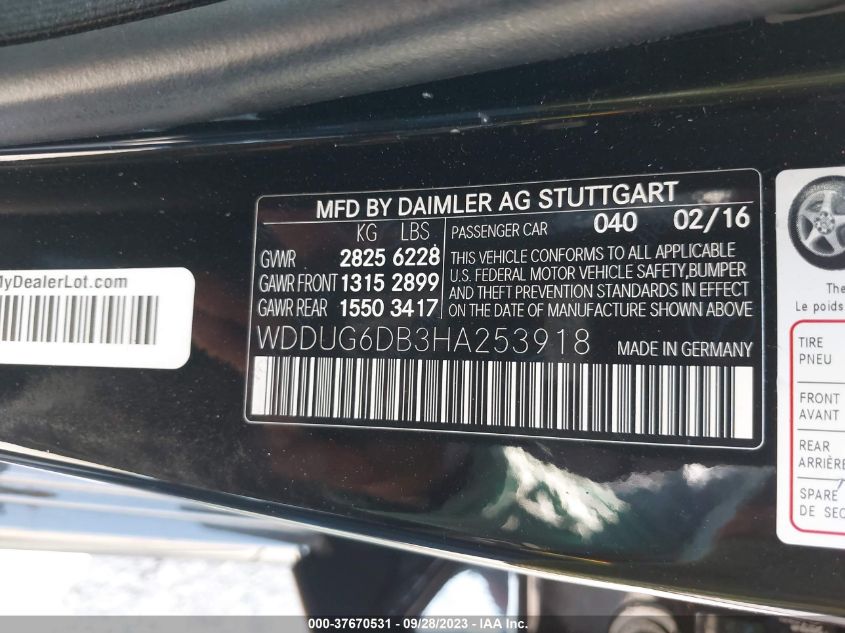 MFD BY DAIMLER AG STUTTGART
KG LBS
GVWR 2825 6228
GAWR FRONT 1315 2899
GAWR REAR 1550 3417
PASSENGER CAR 040 02/16
THIS VEHICLE CONFORMS TO ALL APPLICABLE
U.S. FEDERAL MOTOR VEHICLE SAFETY,BUMPER
AND THEFT PREVENTION STANDARDS IN EFFECT
ON THE DATE OF MANUFACTURE SHOWN ABOVE
WDDUG6DB3HA253918 MADE IN GERMANY
MyDealerLot.com
The
Le poids
TIRE
PNEU
FRONT
AVANT
REAR
ARRIÈRE
SPARE
DE SEC
000-37670531 - 09/28/2023 - IAA Inc.